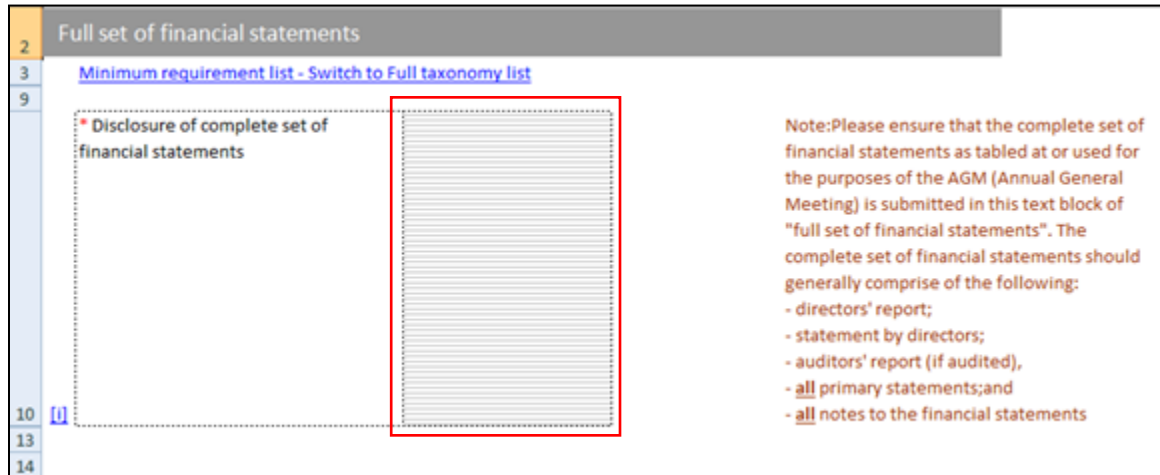 2
Full set of financial statements
3
Minimum requirement list - Switch to Full taxonomy list
9
* Disclosure of complete set of
financial statements
Note:Please ensure that the complete set of
financial statements as tabled at or used for
the purposes of the AGM (Annual General
Meeting) is submitted in this text block of
"full set of financial statements". The
complete set of financial statements should
generally comprise of the following:
- directors' report;
- statement by directors;
- auditors' report (if audited),
- all primary statements;and
- all notes to the financial statements
10
[i]
13
14